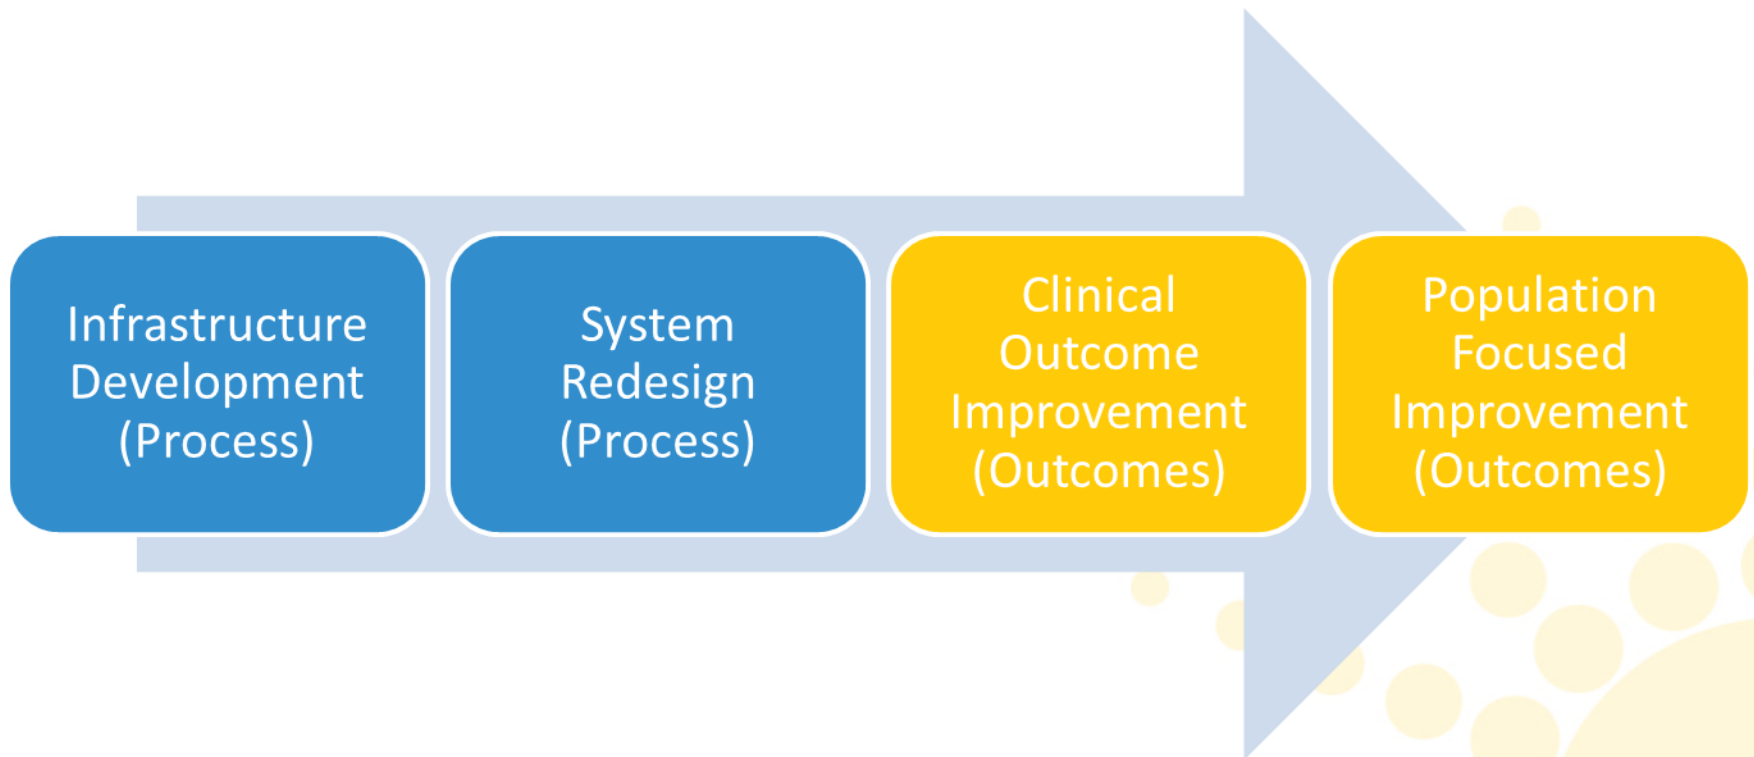 Infrastructure
Development
(Process)
System
Redesign
(Process)
Clinical
Outcome
Improvement
(Outcomes)
Population
Focused
Improvement
(Outcomes)